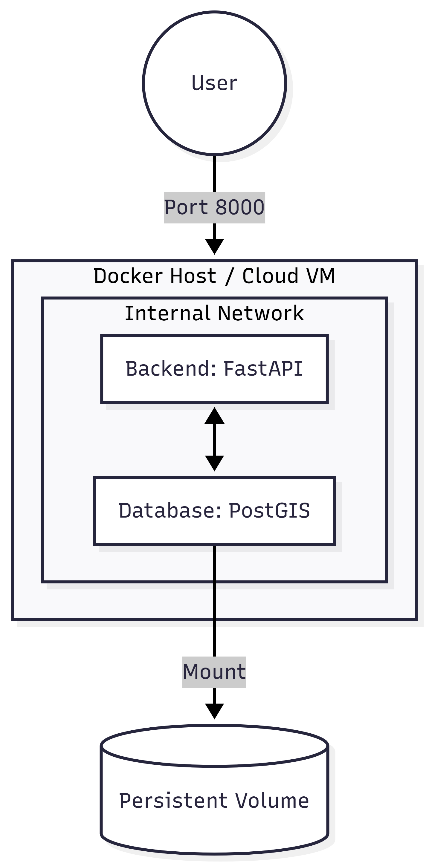 User
Port 8000
Docker Host / Cloud VM
Internal Network
Backend: FastAPI
Database: PostGIS
Mount
Persistent Volume